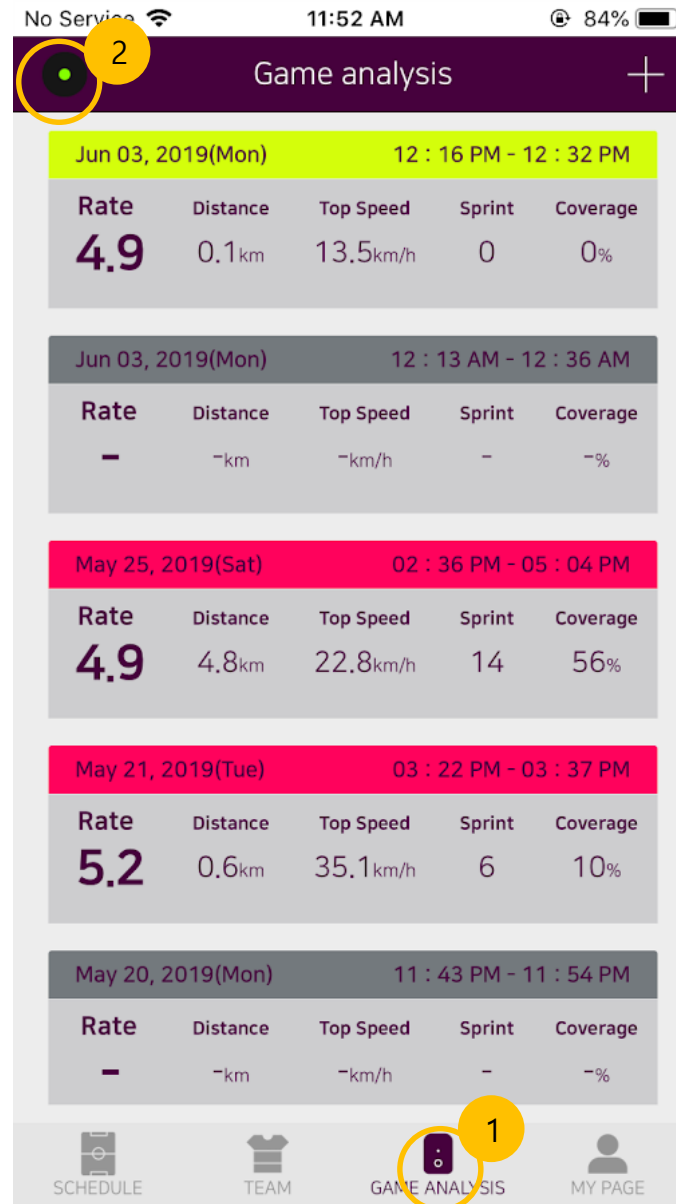 No Service 11:52 AM 84%
2
Game analysis
Jun 03, 2019(Mon) 12 : 16 PM - 12 : 32 PM
Rate Distance Top Speed Sprint Coverage
4.9 0.1km 13.5km/h 0 0%
Jun 03, 2019(Mon) 12 : 13 AM - 12 : 36 AM
Rate Distance Top Speed Sprint Coverage
- -km -km/h - -%
May 25, 2019(Sat) 02 : 36 PM - 05 : 04 PM
Rate Distance Top Speed Sprint Coverage
4.9 4.8km 22.8km/h 14 56%
May 21, 2019(Tue) 03 : 22 PM - 03 : 37 PM
Rate Distance Top Speed Sprint Coverage
5.2 0.6km 35.1km/h 6 10%
May 20, 2019(Mon) 11 : 43 PM - 11 : 54 PM
Rate Distance Top Speed Sprint Coverage
- -km -km/h - -%
1
SCHEDULE TEAM GAME ANALYSIS MY PAGE